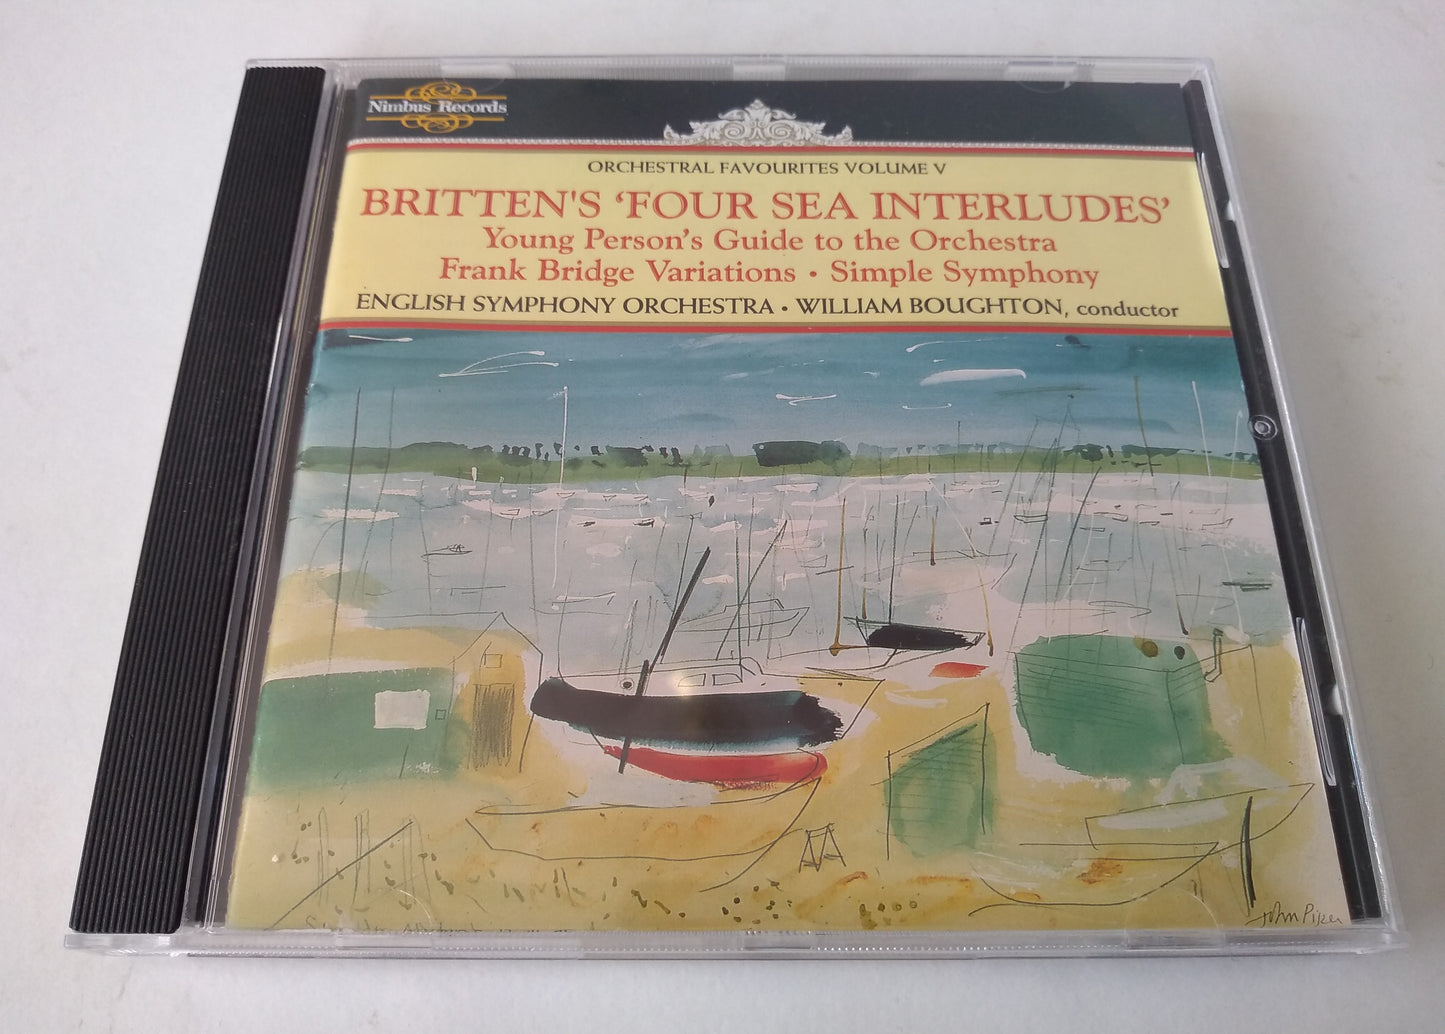 Nimbus Records
ORCHESTRAL FAVOURITES VOLUME V
BRITTEN'S ‘FOUR SEA INTERLUDES’
Young Person's Guide to the Orchestra
Frank Bridge Variations • Simple Symphony
ENGLISH SYMPHONY ORCHESTRA • WILLIAM BOUGHTON, conductor
John Piper